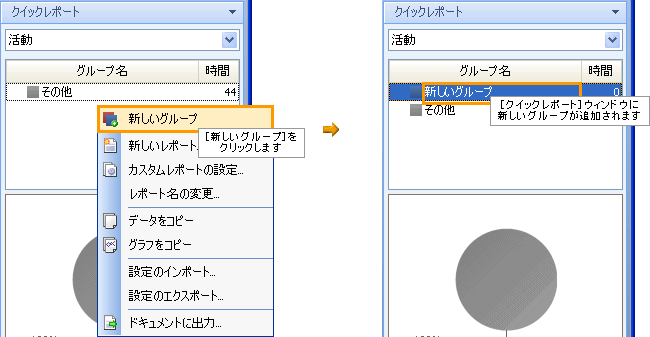 クイックレポート
活動
グループ名 時間
その他 44
新しいグループ
新しいレポート...
[新しいグループ]を
クリックします
カスタムレポートの設定...
レポート名の変更...
データをコピー
グラフをコピー
設定のインポート...
設定のエクスポート...
ドキュメントに出力...
クイックレポート
活動
グループ名 時間
新しいグループ 0
その他
[クイックレポート]ウィンドウに
新しいグループが追加されます